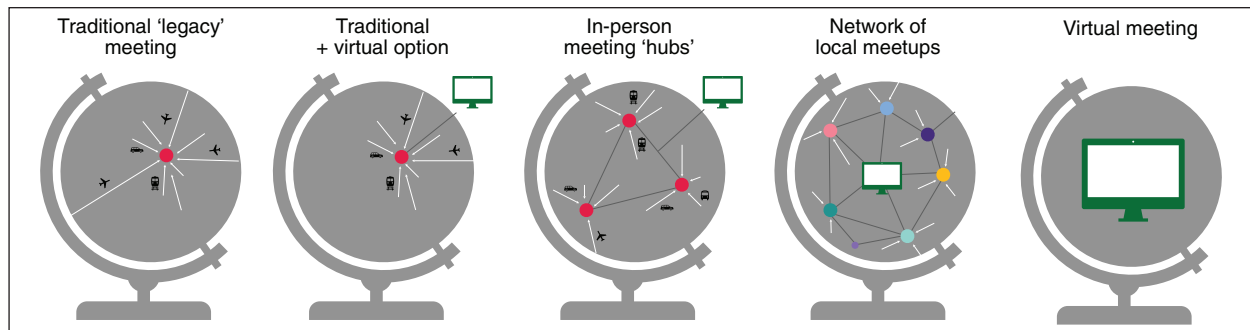 Traditional ‘legacy’
meeting
Traditional
+ virtual option
In-person
meeting ‘hubs’
Network of
local meetups
Virtual meeting